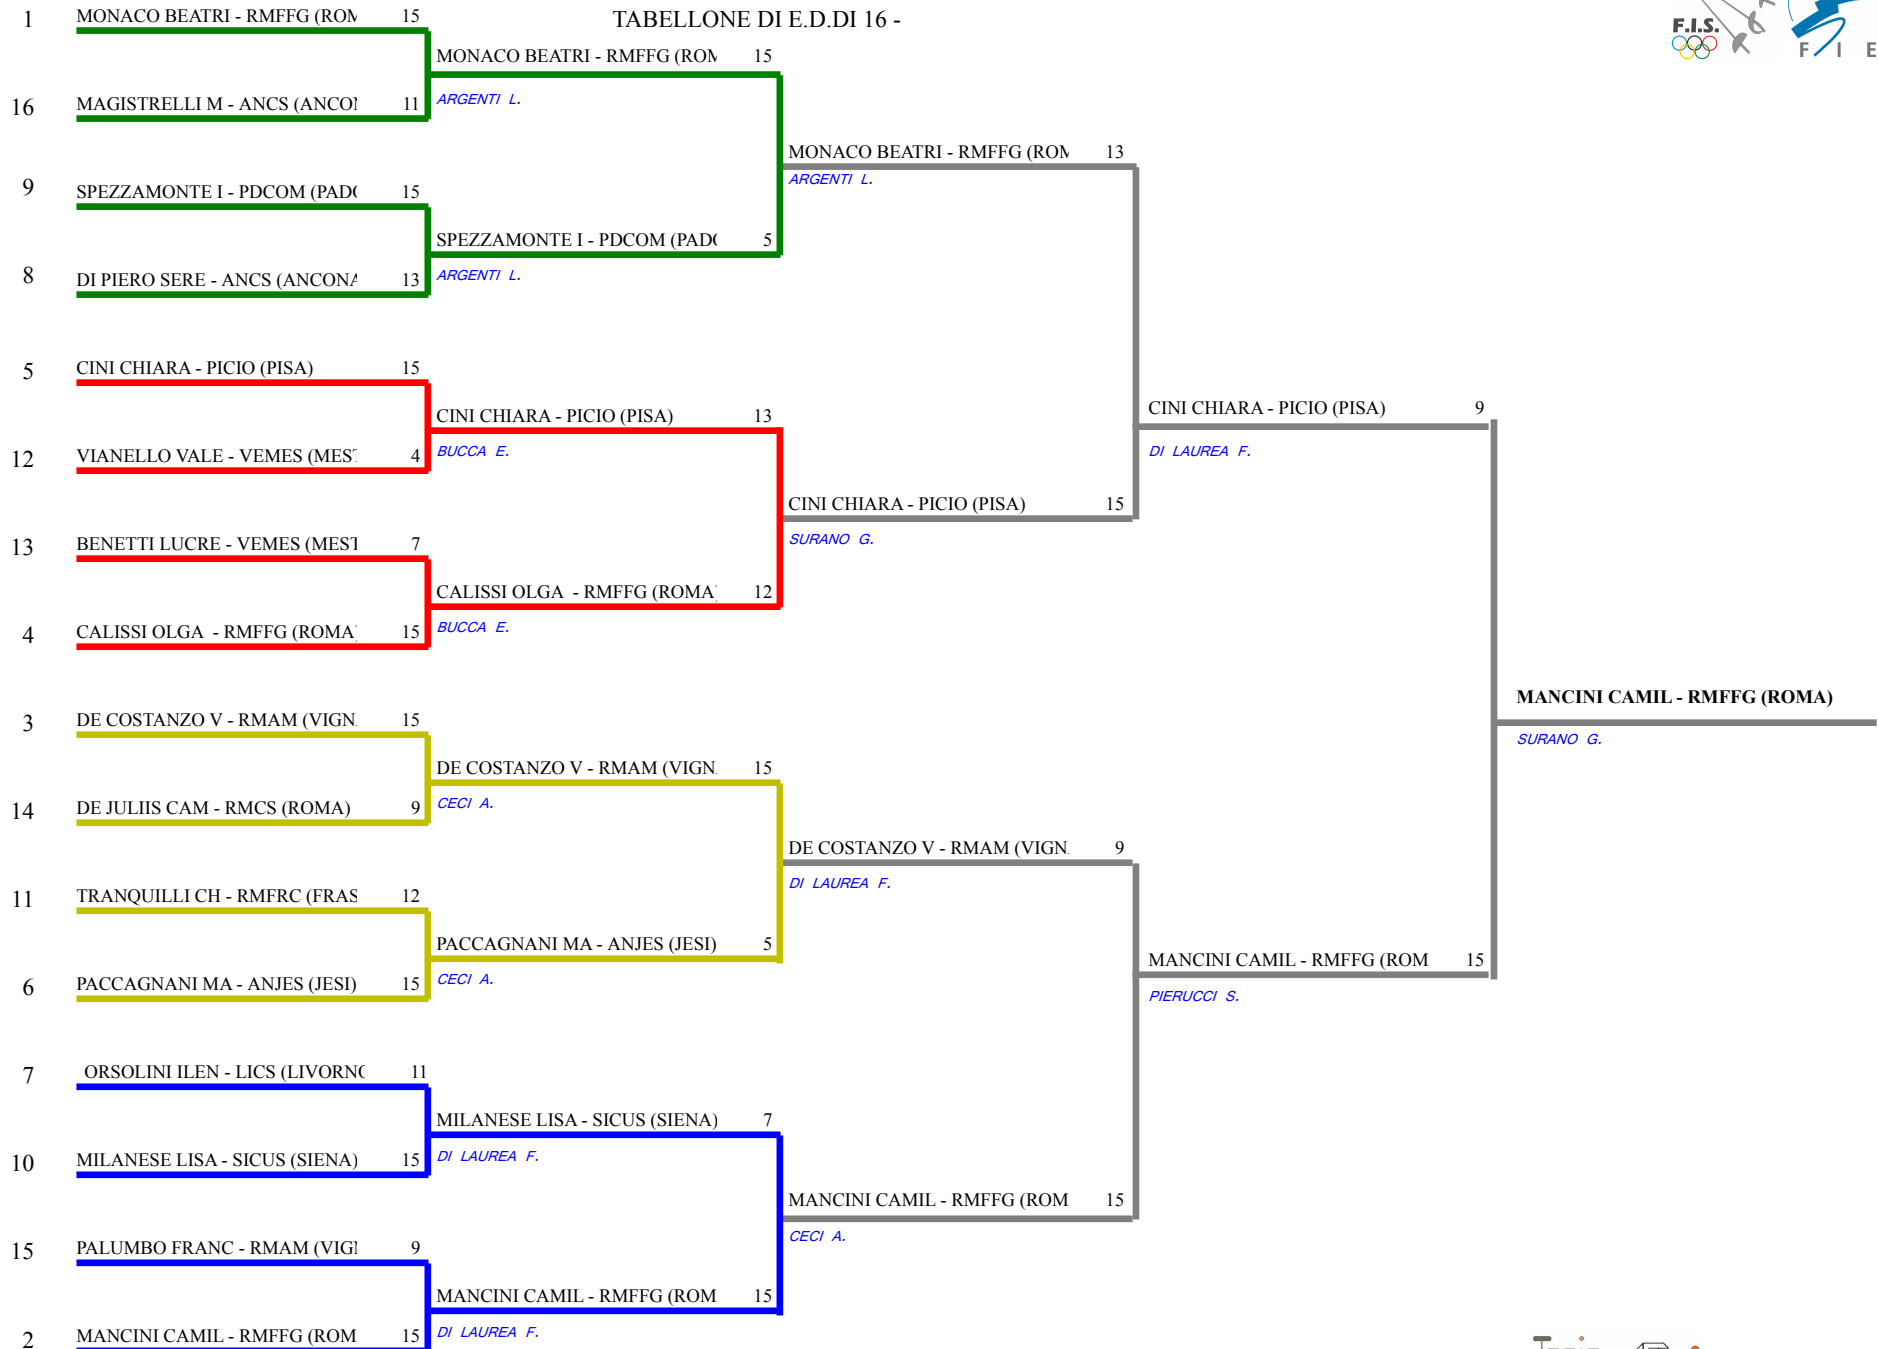 TABELLONE DI E.D.DI 16 -
F.I.S.
F I E
1 MONACO BEATRI - RMFFG (ROM 15
MONACO BEATRI - RMFFG (ROM 15
ARGENTI L.
16 MAGISTRELLI M - ANCS (ANCON 11
MONACO BEATRI - RMFFG (ROM 13
ARGENTI L.
9 SPEZZAMONTE I - PDCOM (PADO 15
SPEZZAMONTE I - PDCOM (PADO 5
ARGENTI L.
8 DI PIERO SERE - ANCS (ANCONA 13
5 CINI CHIARA - PICIO (PISA) 15
CINI CHIARA - PICIO (PISA) 13
BUCCA E.
CINI CHIARA - PICIO (PISA) 9
DI LAUREA F.
12 VIANELLO VALE - VEMES (MEST 4
CINI CHIARA - PICIO (PISA) 15
SURANO G.
13 BENETTI LUCRE - VEMES (MEST 7
CALISSI OLGA - RMFFG (ROMA) 12
BUCCA E.
4 CALISSI OLGA - RMFFG (ROMA) 15
MANCINI CAMIL - RMFFG (ROMA)
SURANO G.
3 DE COSTANZO V - RMAM (VIGN 15
DE COSTANZO V - RMAM (VIGN 15
CECI A.
14 DE JULIIS CAM - RMCS (ROMA) 9
DE COSTANZO V - RMAM (VIGN 9
DI LAUREA F.
11 TRANQUILLI CH - RMFRC (FRAS 12
PACCAGNANI MA - ANJES (JESI) 5
CECI A.
MANCINI CAMIL - RMFFG (ROM 15
PIERUCCI S.
6 PACCAGNANI MA - ANJES (JESI) 15
7 ORSOLINI ILEN - LICS (LIVORNO 11
MILANESE LISA - SICUS (SIENA) 7
DI LAUREA F.
10 MILANESE LISA - SICUS (SIENA) 15
MANCINI CAMIL - RMFFG (ROM 15
CECI A.
15 PALUMBO FRANC - RMAM (VIGN 9
MANCINI CAMIL - RMFFG (ROM 15
DI LAUREA F.
2 MANCINI CAMIL - RMFFG (ROM 15